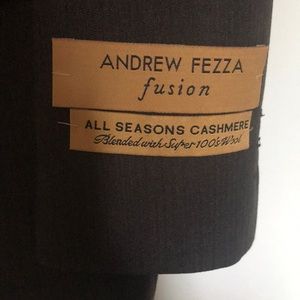 ANDREW FEZZA
fusion
ALL SEASONS CASHMERE
Blended with Super 100's Wool